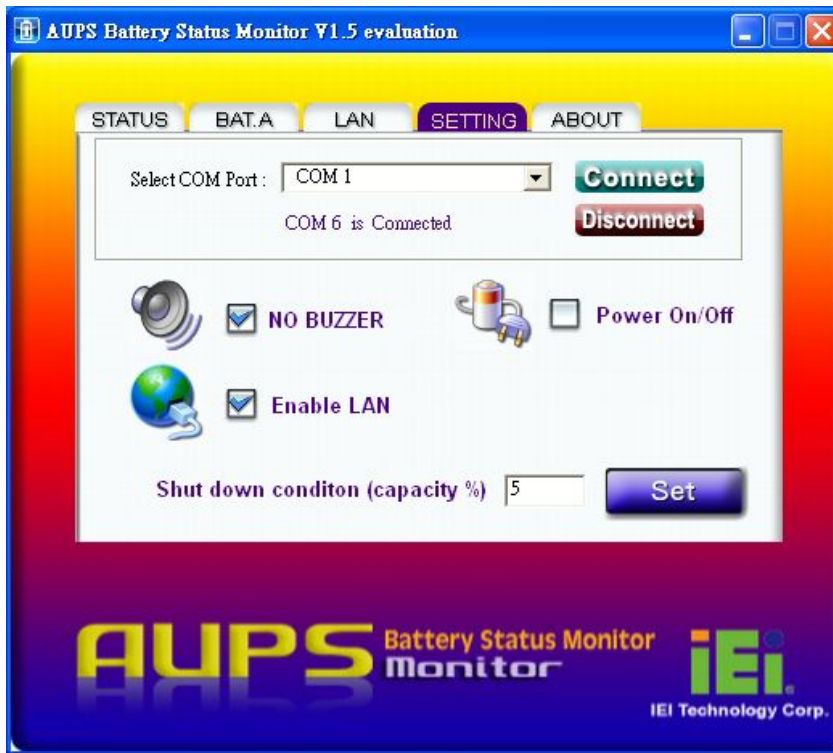 AUPS Battery Status Monitor V1.5 evaluation
STATUS BAT.A LAN SETTING ABOUT
Select COM Port : COM 1 Connect
COM 6 is Connected Disconnect
NO BUZZER Power On/Off
Enable LAN
Shut down conditon (capacity %) 5 Set
AUPS Battery Status Monitor
Monitor
iEi
IEI Technology Corp.